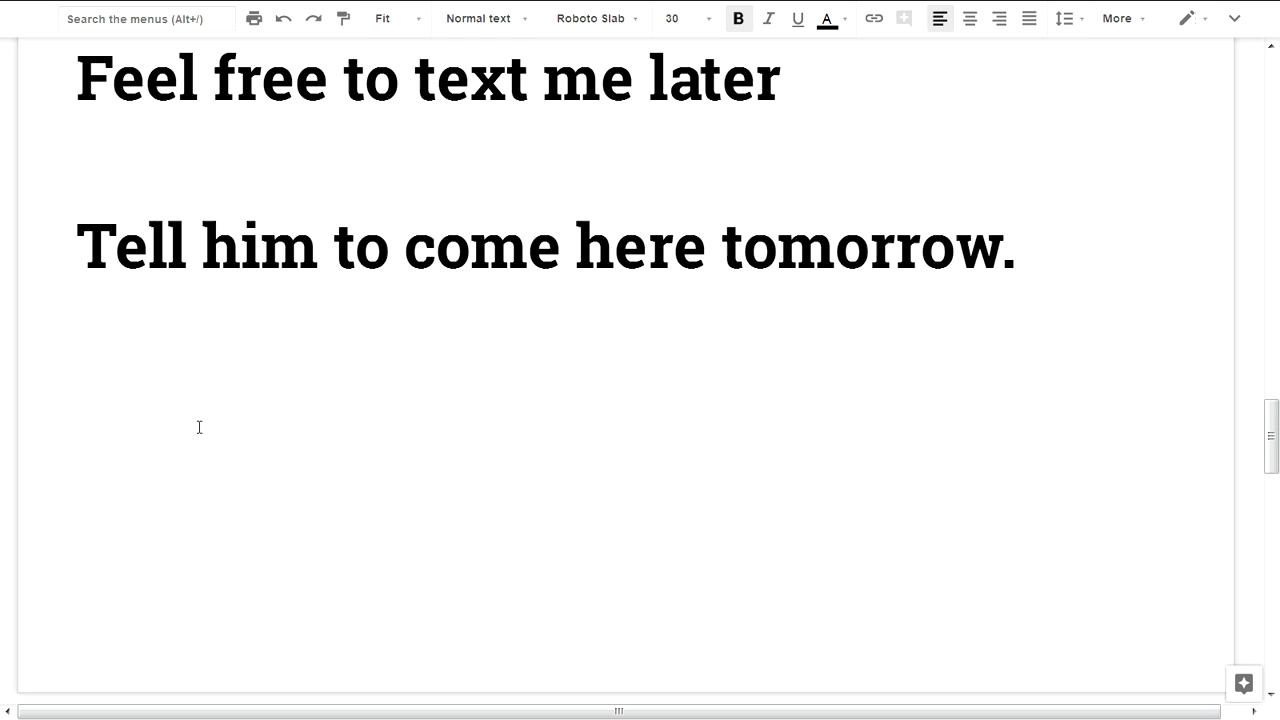 Search the menus (Alt+/) Fit Normal text Roboto Slab 30 B I U A More
Feel free to text me later
Tell him to come here tomorrow.